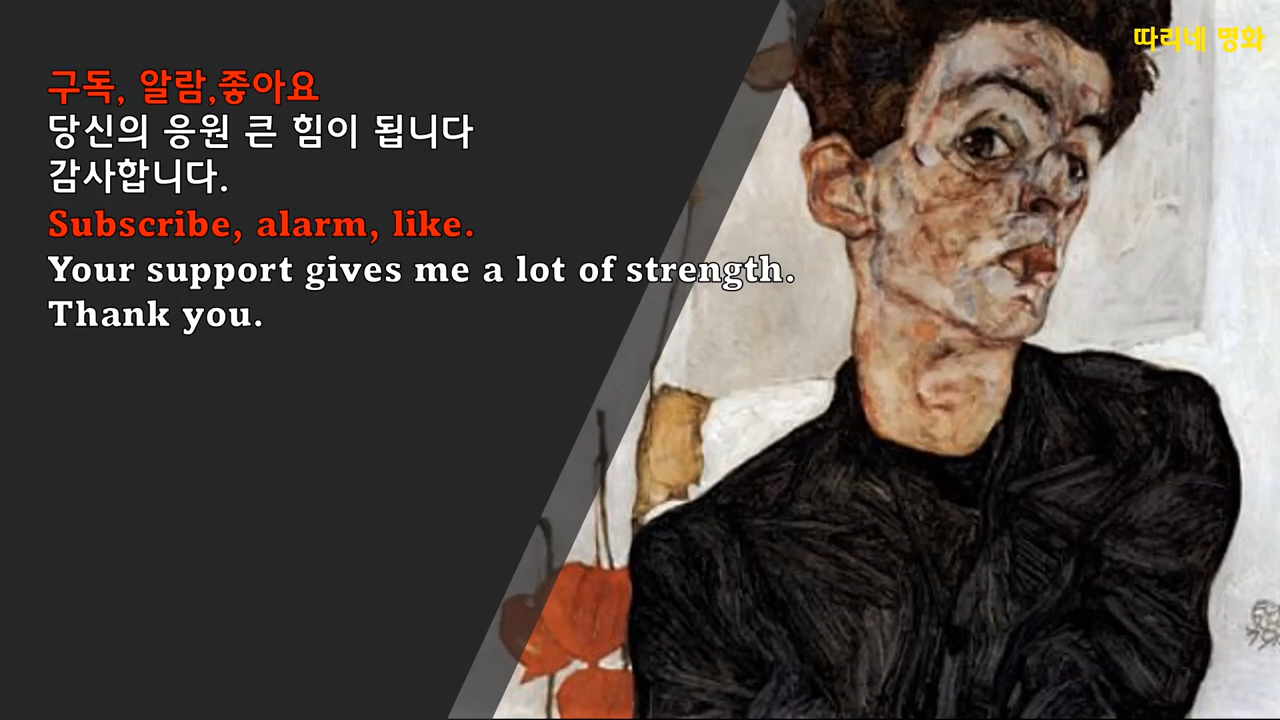 따리네 명화
구독, 알람,좋아요
당신의 응원 큰 힘이 됩니다
감사합니다.
Subscribe, alarm, like.
Your support gives me a lot of strength.
Thank you.